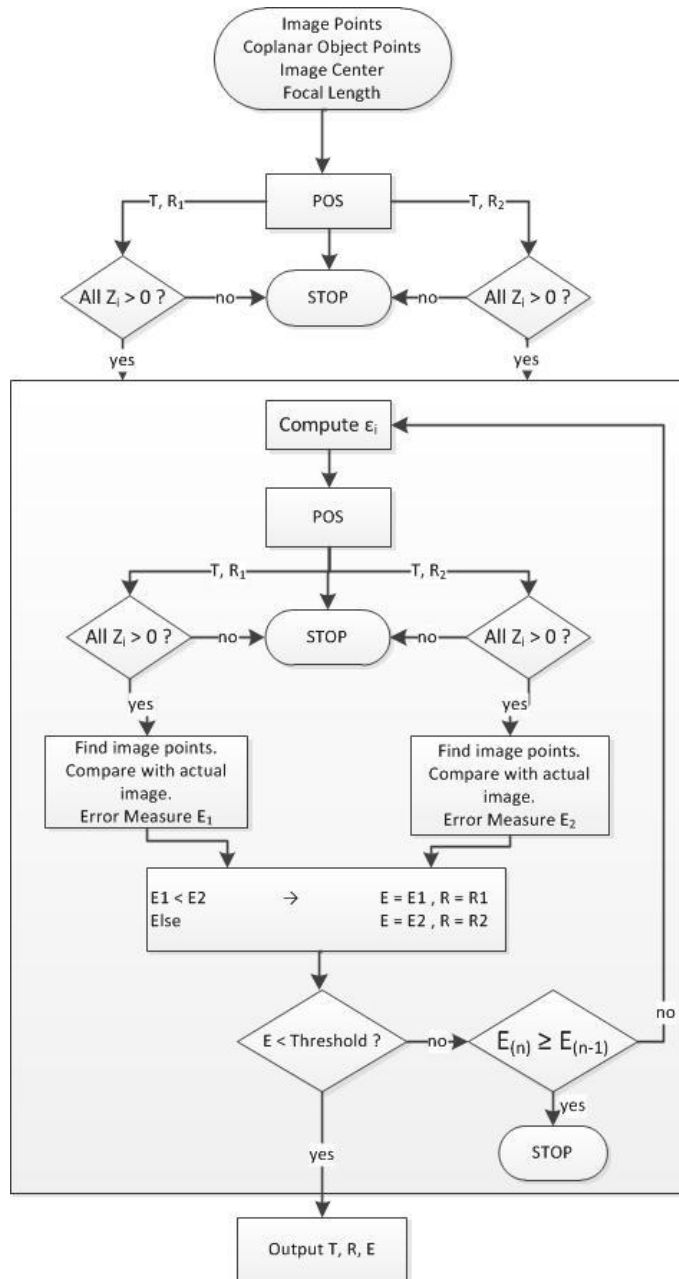 Image Points
Coplanar Object Points
Image Center
Focal Length
T, R₁
POS
T, R₂
All Zᵢ > 0 ?
no
STOP
no
All Zᵢ > 0 ?
yes
yes
Compute εᵢ
POS
T, R₁
T, R₂
All Zᵢ > 0 ?
no
STOP
no
All Zᵢ > 0 ?
yes
yes
Find image points.
Compare with actual
image.
Error Measure E₁
Find image points.
Compare with actual
image.
Error Measure E₂
E1 < E2 → E = E1 , R = R1
Else E = E2 , R = R2
E < Threshold ?
no
E₍ₙ₎ ≥ E₍ₙ₋₁₎
no
yes
STOP
yes
Output T, R, E